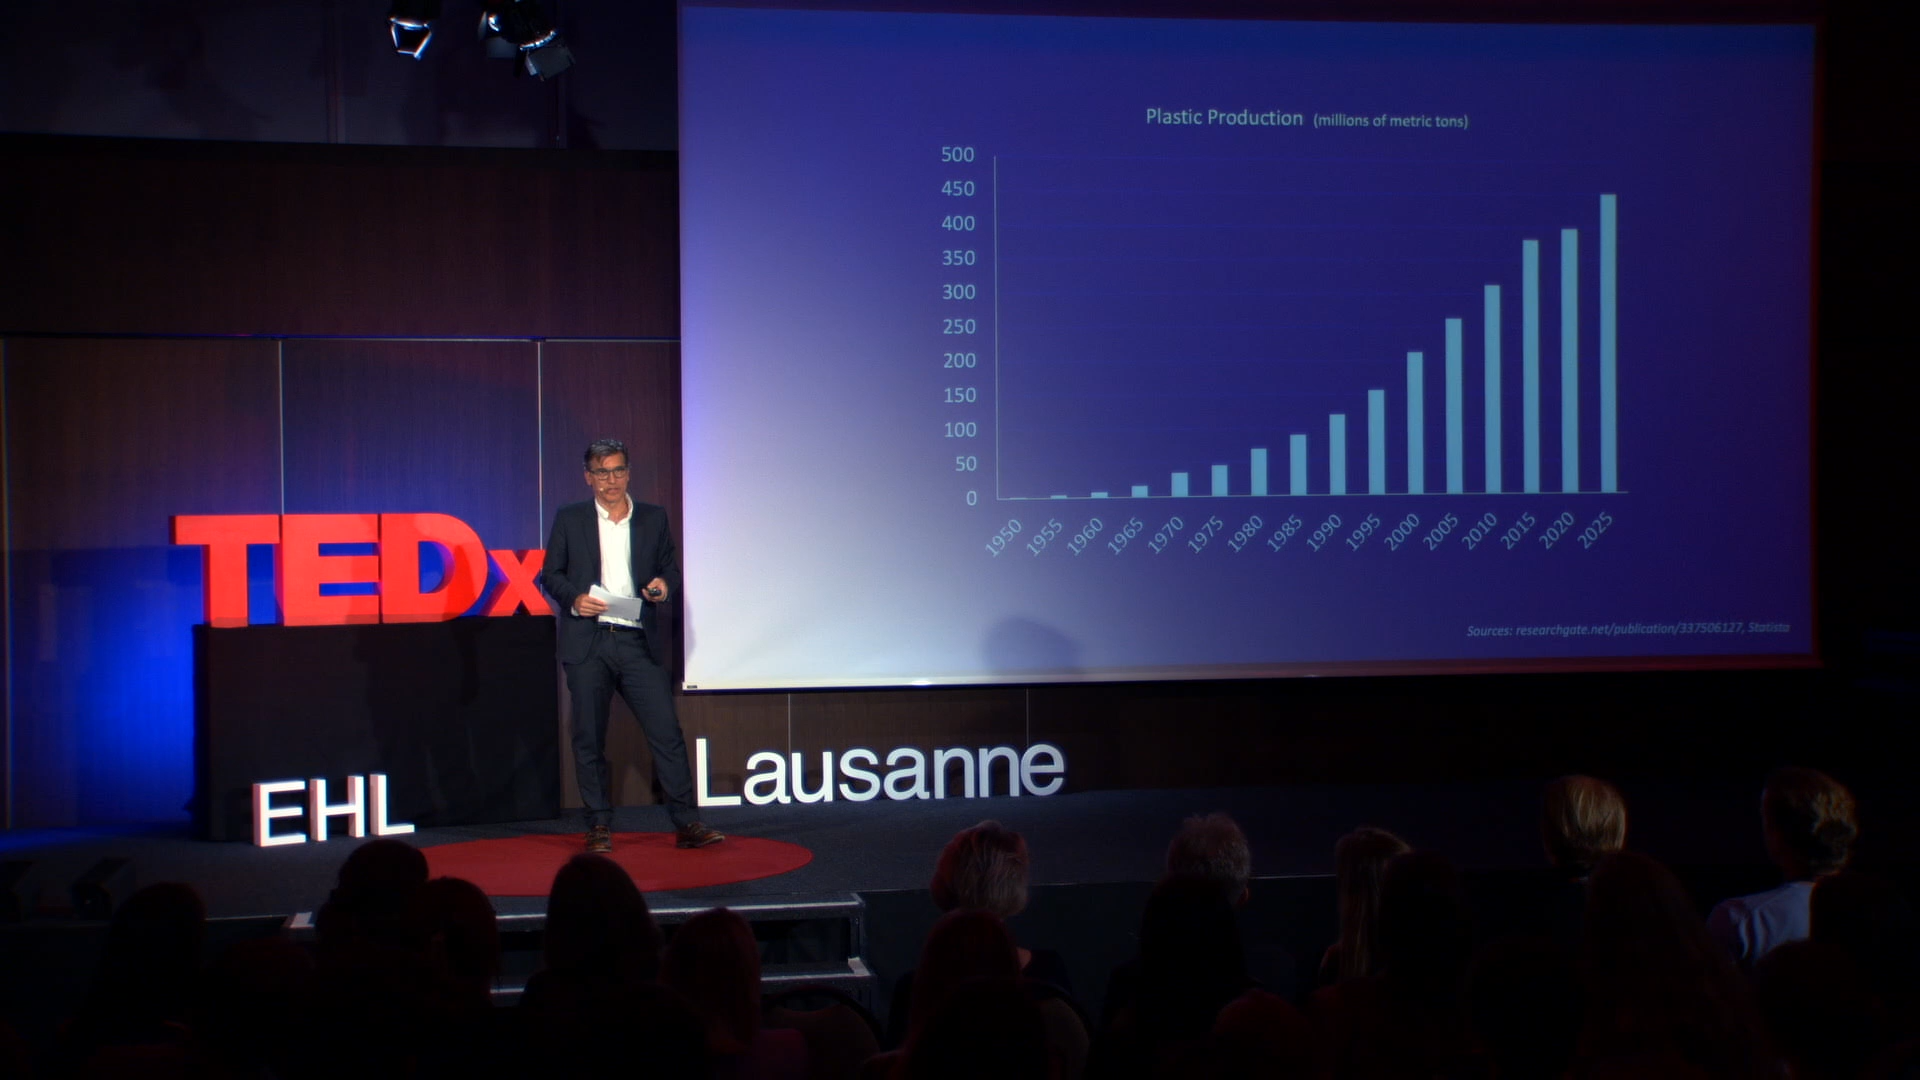 Plastic Production (millions of metric tons)
500
450
400
350
300
250
200
150
100
50
0
1950 1955 1960 1965 1970 1975 1980 1985 1990 1995 2000 2005 2010 2015 2020 2025
Sources: researchgate.net/publication/337506127, Statista
TEDx
EHL
Lausanne